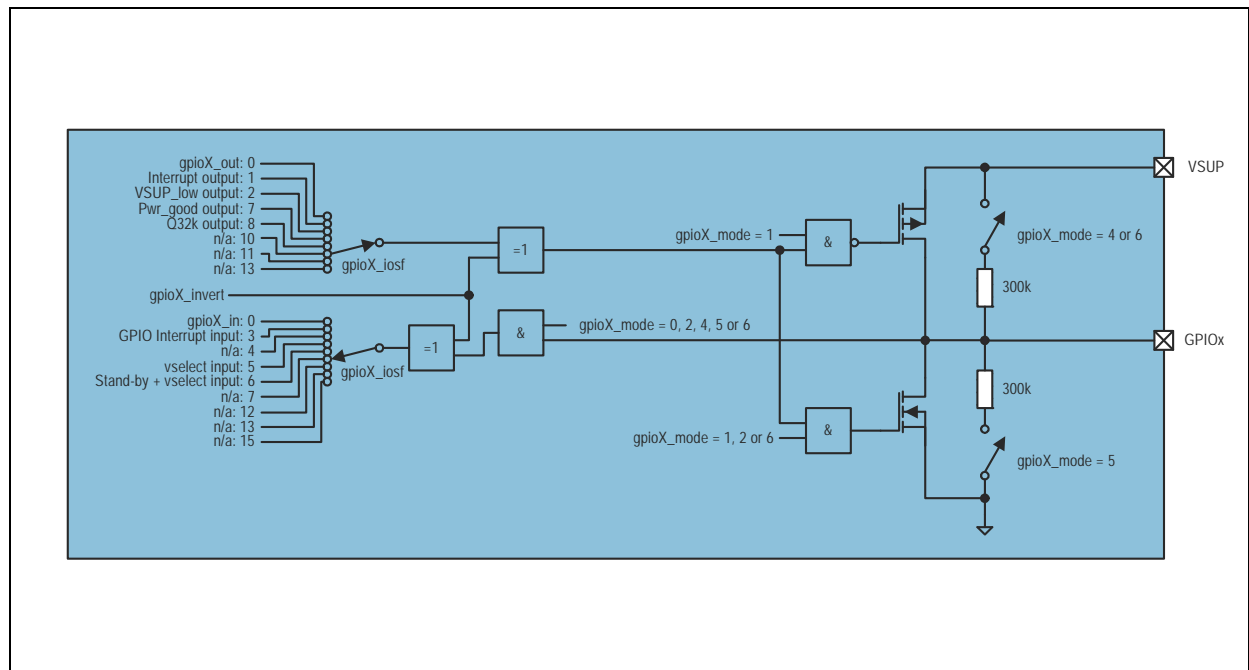 gpioX_out: 0
Interrupt output: 1
VSUP_low output: 2
Pwr_good output: 7
Q32k output: 8
n/a: 10
n/a: 11
n/a: 13
gpioX_iosf
gpioX_invert
gpioX_in: 0
GPIO Interrupt input: 3
n/a: 4
vselect input: 5
Stand-by + vselect input: 6
n/a: 7
n/a: 12
n/a: 13
n/a: 15
gpioX_iosf
=1
=1
&
gpioX_mode = 0, 2, 4, 5 or 6
gpioX_mode = 1
&
gpioX_mode = 1, 2 or 6
&
VSUP
gpioX_mode = 4 or 6
300k
GPIOx
300k
gpioX_mode = 5